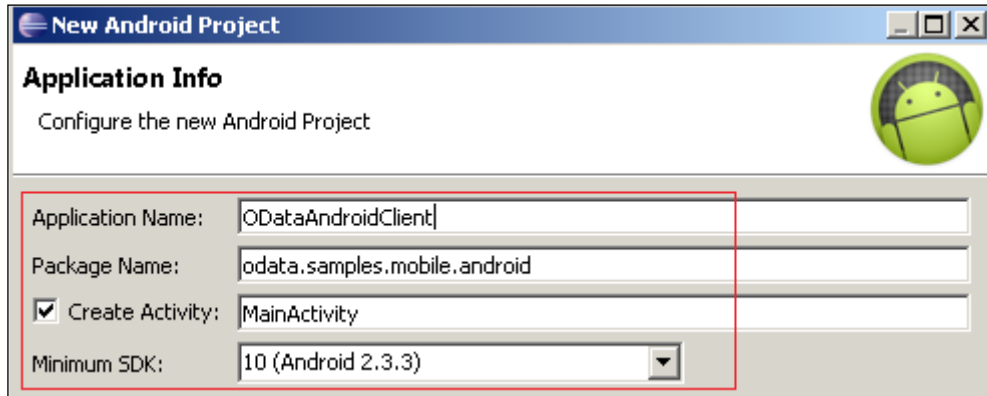 New Android Project
Application Info
Configure the new Android Project
Application Name: ODataAndroidClient
Package Name: odata.samples.mobile.android
Create Activity: MainActivity
Minimum SDK: 10 (Android 2.3.3)